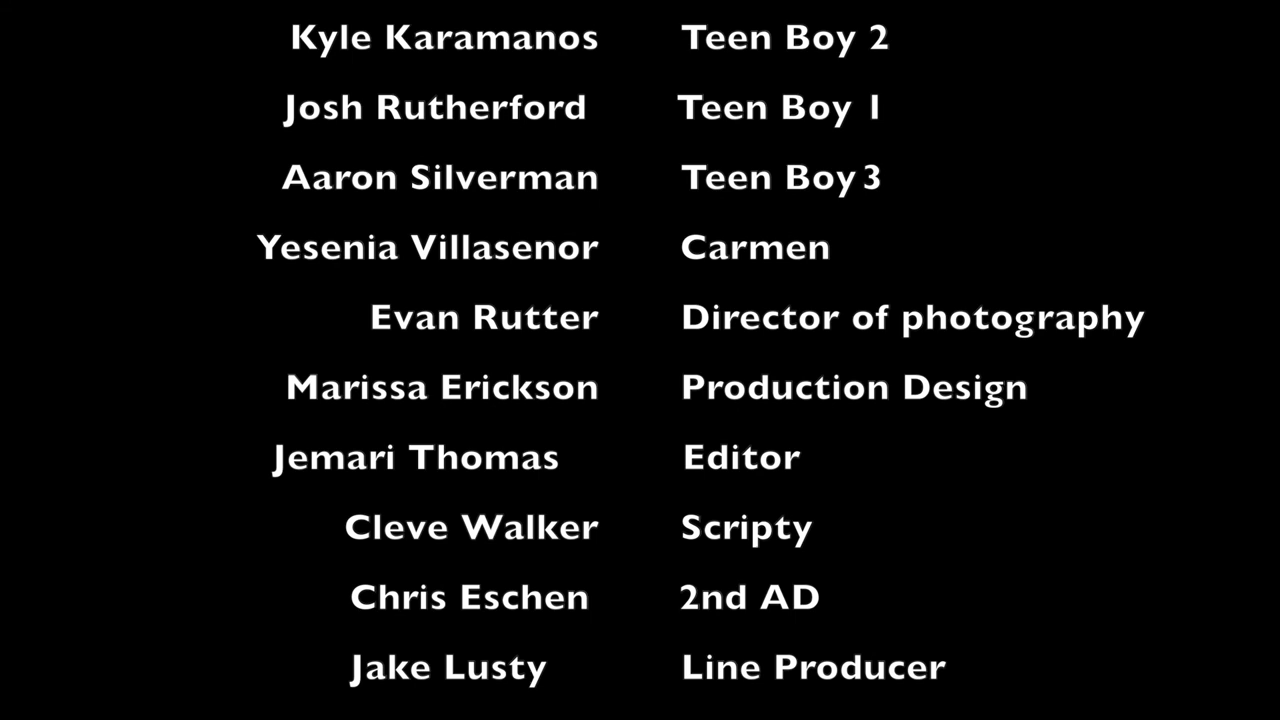 Kyle Karamanos Teen Boy 2
Josh Rutherford Teen Boy 1
Aaron Silverman Teen Boy 3
Yesenia Villasenor Carmen
Evan Rutter Director of photography
Marissa Erickson Production Design
Jemari Thomas Editor
Cleve Walker Scripty
Chris Eschen 2nd AD
Jake Lusty Line Producer